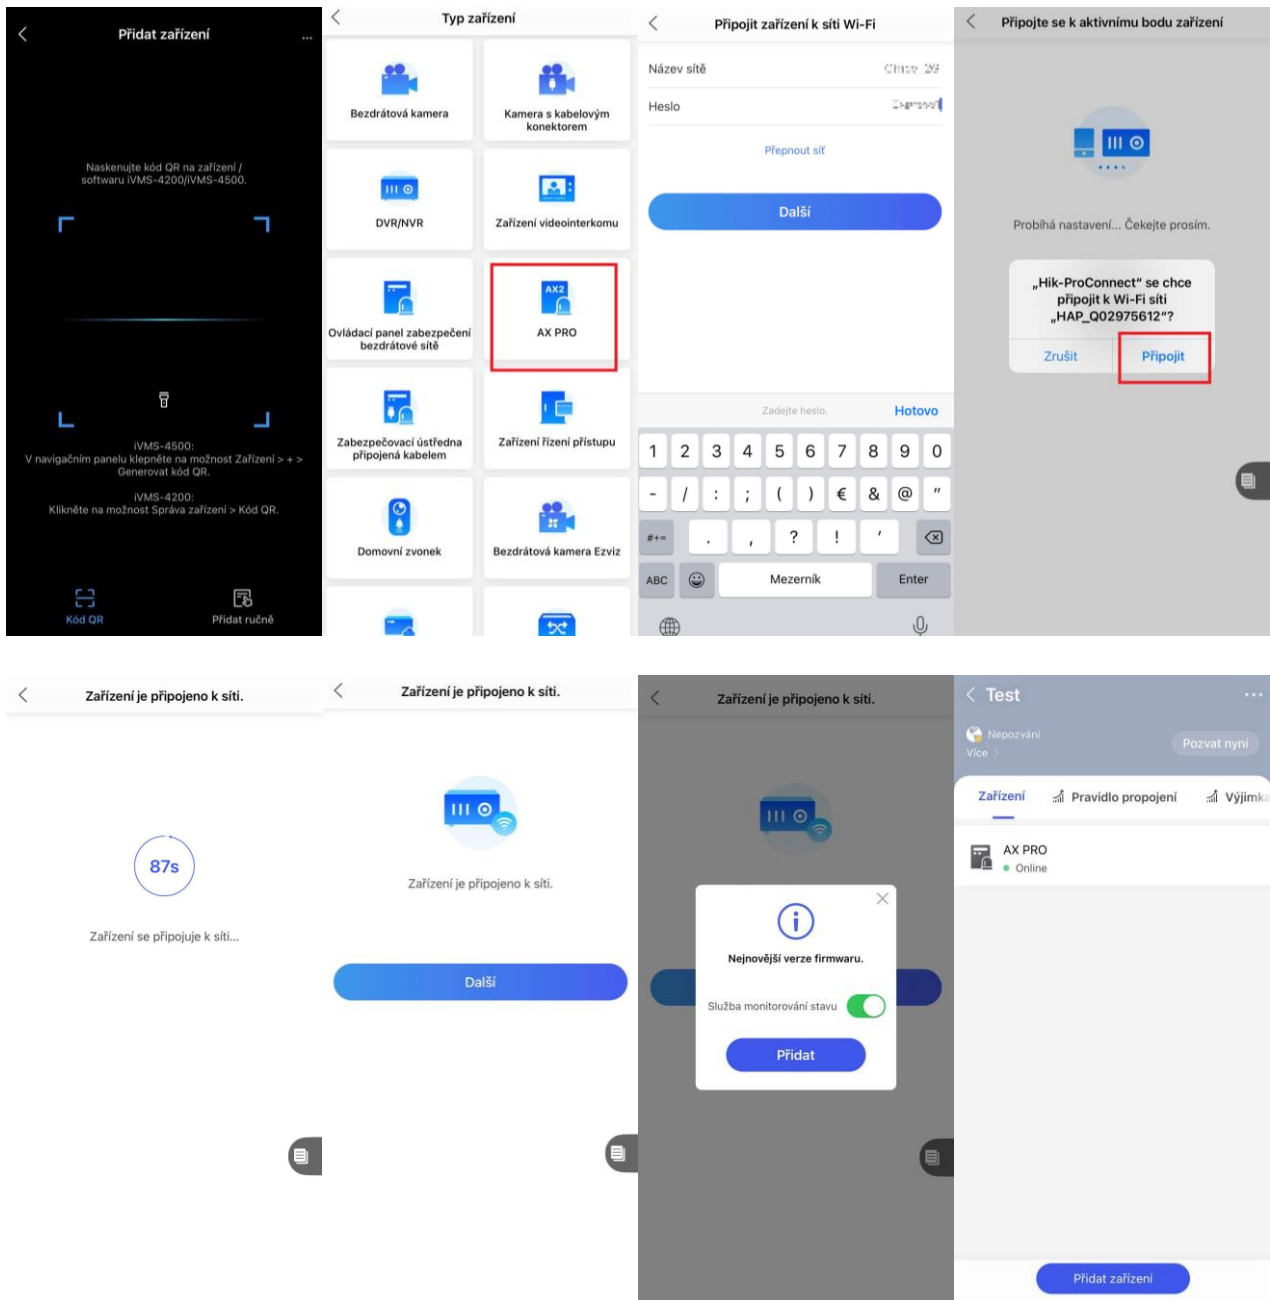 Přidat zařízení
...
Naskenujte kód QR na zařízení /
softwaru iVMS-4200/iVMS-4500.
iVMS-4500:
V navigačním panelu klepněte na možnost Zařízení > + >
Generovat kód QR.
iVMS-4200:
Klikněte na možnost Správa zařízení > Kód QR.
Kód QR
Přidat ručně
Typ zařízení
Bezdrátová kamera
Kamera s kabelovým
konektorem
DVR/NVR
Zařízení videointerkomu
Ovládací panel zabezpečení
bezdrátové sítě
AX2
AX PRO
Zabezpečovací ústředna
připojená kabelem
Zařízení řízení přístupu
Domovní zvonek
Bezdrátová kamera Ezviz
Připojit zařízení k síti Wi-Fi
Název sítě
Heslo
Přepnout síť
Další
Zadejte heslo.
Hotovo
1 2 3 4 5 6 7 8 9 0
- / : ; ( ) € & @ "
#+= . , ? ! ’
ABC Mezerník Enter
Připojte se k aktivnímu bodu zařízení
Probíhá nastavení... Čekejte prosím.
„Hik-ProConnect“ se chce
připojit k Wi-Fi síti
„HAP_Q02975612“?
Zrušit
Připojit
Zařízení je připojeno k síti.
87s
Zařízení se připojuje k síti...
Zařízení je připojeno k síti.
Zařízení je připojeno k síti.
Další
Zařízení je připojeno k síti.
Nejnovější verze firmwaru.
Služba monitorování stavu
Přidat
Test
...
Nepozváni
Více >
Pozvat nyní
Zařízení
Pravidlo propojení
Výjimka
AX PRO
Online
Přidat zařízení